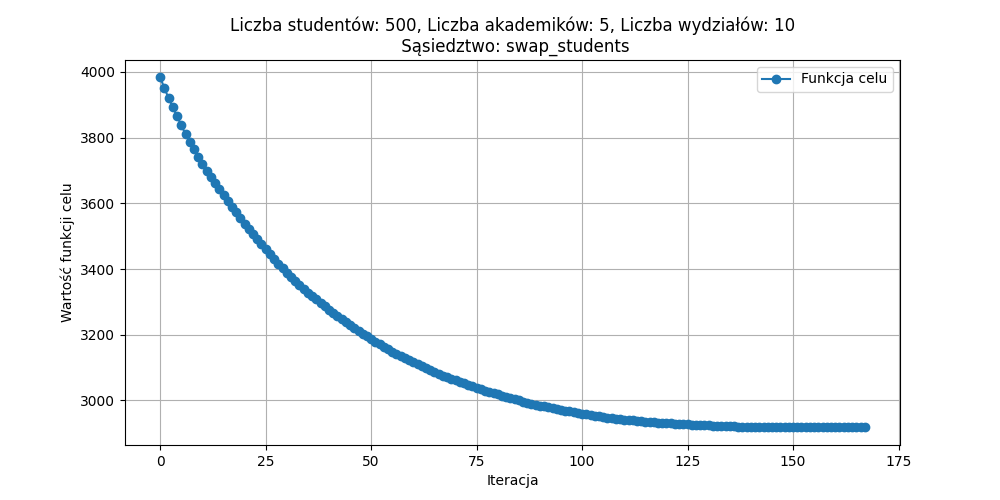 Liczba studentów: 500, Liczba akademików: 5, Liczba wydziałów: 10
Sąsiedztwo: swap_students
Funkcja celu
Wartość funkcji celu
4000
3800
3600
3400
3200
3000
0 25 50 75 100 125 150 175
Iteracja